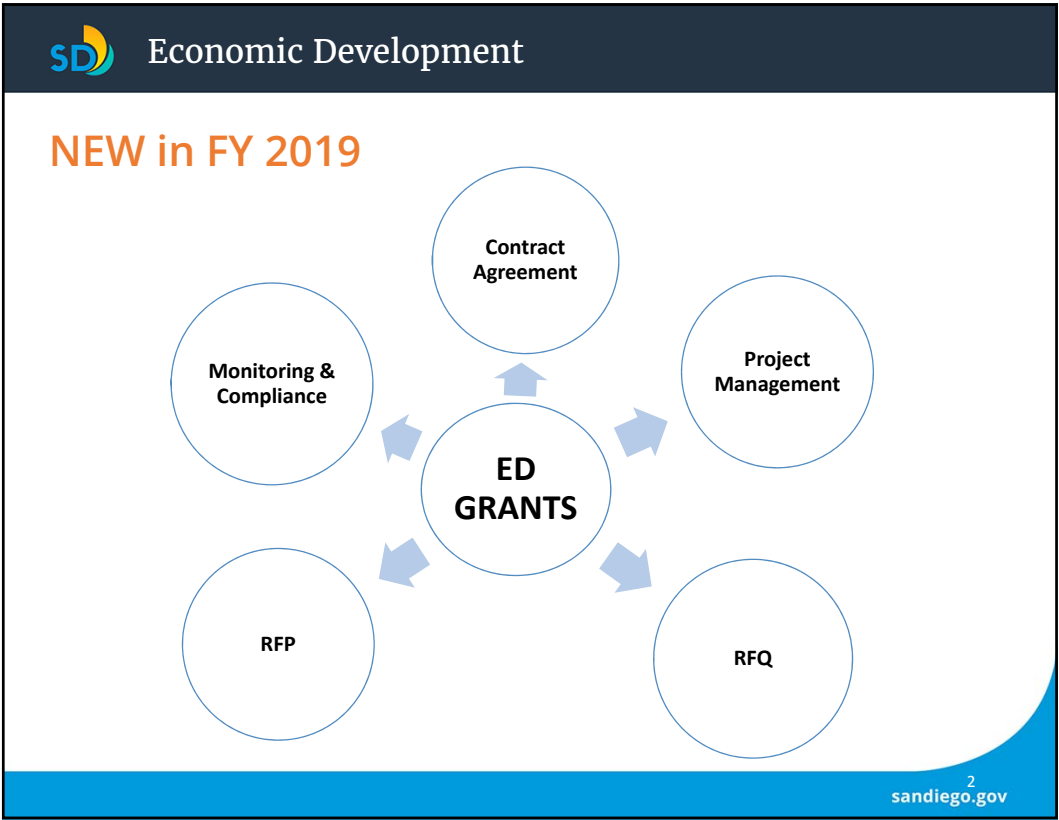 SD
Economic Development
NEW in FY 2019
Contract
Agreement
Monitoring &
Compliance
Project
Management
ED
GRANTS
RFP
RFQ
2
sandiego.gov